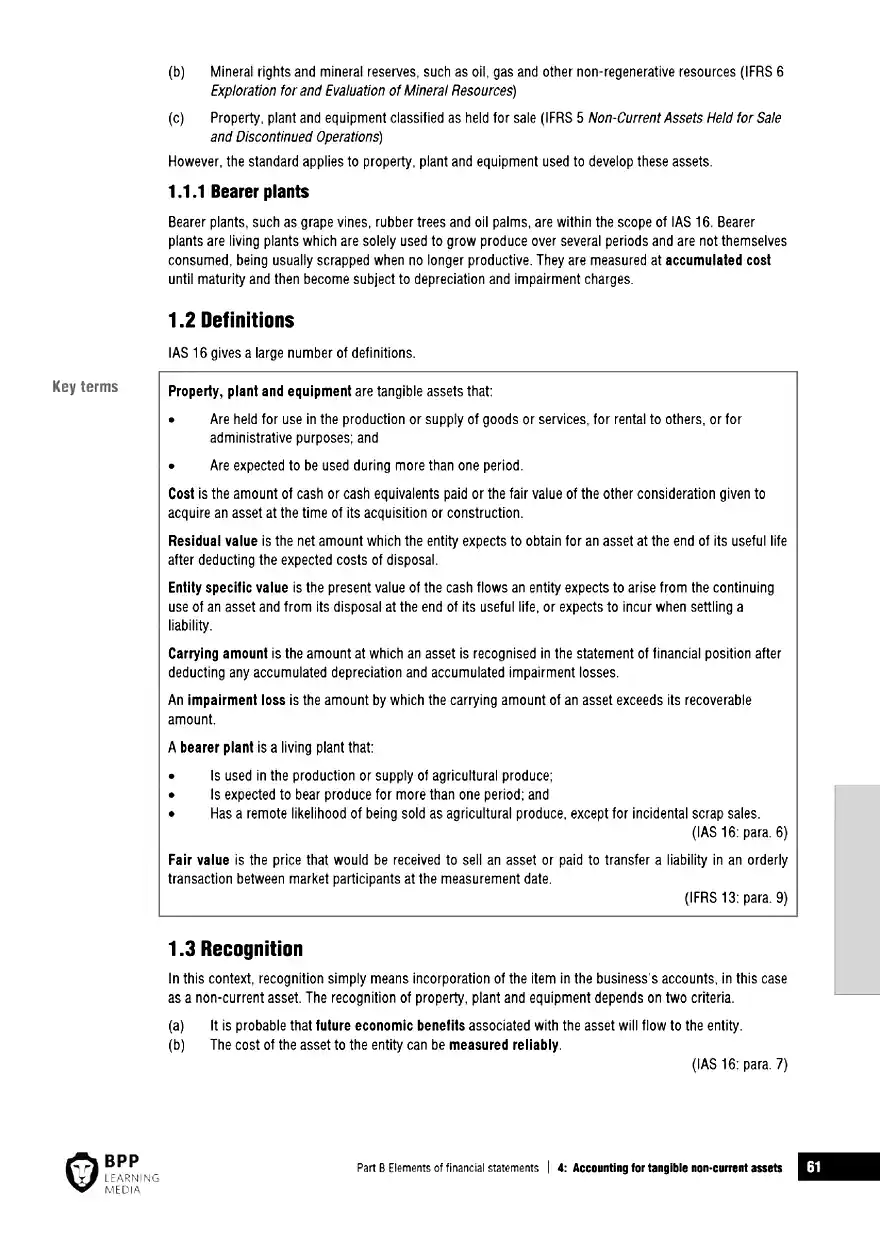 (b) Mineral rights and mineral reserves, such as oil, gas and other non-regenerative resources (IFRS 6
Exploration for and Evaluation of Mineral Resources)
(c) Property, plant and equipment classified as held for sale (IFRS 5 Non-Current Assets Held for Sale
and Discontinued Operations)
However, the standard applies to property, plant and equipment used to develop these assets.
1.1.1 Bearer plants
Bearer plants, such as grape vines, rubber trees and oil palms, are within the scope of IAS 16. Bearer
plants are living plants which are solely used to grow produce over several periods and are not themselves
consumed, being usually scrapped when no longer productive. They are measured at accumulated cost
until maturity and then become subject to depreciation and impairment charges.
1.2 Definitions
IAS 16 gives a large number of definitions.
Key terms
Property, plant and equipment are tangible assets that:
• Are held for use in the production or supply of goods or services, for rental to others, or for
administrative purposes; and
• Are expected to be used during more than one period.
Cost is the amount of cash or cash equivalents paid or the fair value of the other consideration given to
acquire an asset at the time of its acquisition or construction.
Residual value is the net amount which the entity expects to obtain for an asset at the end of its useful life
after deducting the expected costs of disposal.
Entity specific value is the present value of the cash flows an entity expects to arise from the continuing
use of an asset and from its disposal at the end of its useful life, or expects to incur when settling a
liability.
Carrying amount is the amount at which an asset is recognised in the statement of financial position after
deducting any accumulated depreciation and accumulated impairment losses.
An impairment loss is the amount by which the carrying amount of an asset exceeds its recoverable
amount.
A bearer plant is a living plant that:
• Is used in the production or supply of agricultural produce;
• Is expected to bear produce for more than one period; and
• Has a remote likelihood of being sold as agricultural produce, except for incidental scrap sales.
(IAS 16: para. 6)
Fair value is the price that would be received to sell an asset or paid to transfer a liability in an orderly
transaction between market participants at the measurement date.
(IFRS 13: para. 9)
1.3 Recognition
In this context, recognition simply means incorporation of the item in the business's accounts, in this case
as a non-current asset. The recognition of property, plant and equipment depends on two criteria.
(a) It is probable that future economic benefits associated with the asset will flow to the entity.
(b) The cost of the asset to the entity can be measured reliably.
(IAS 16: para. 7)
BPP
LEARNING
MEDIA
Part B Elements of financial statements | 4: Accounting for tangible non-current assets 61